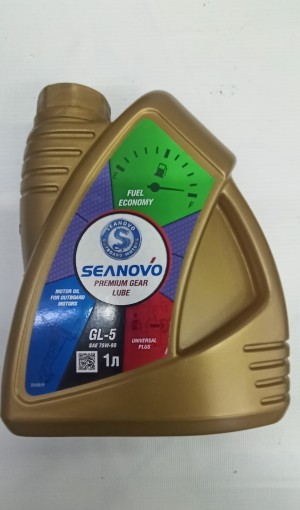 FUEL
ECONOMY
SEANOVO
S
SEANOVO
PREMIUM GEAR
LUBE
MOTOR OIL
FOR OUTBOARD
MOTORS
GL-5
SAE 75W-90
1л
UNIVERSAL
PLUS